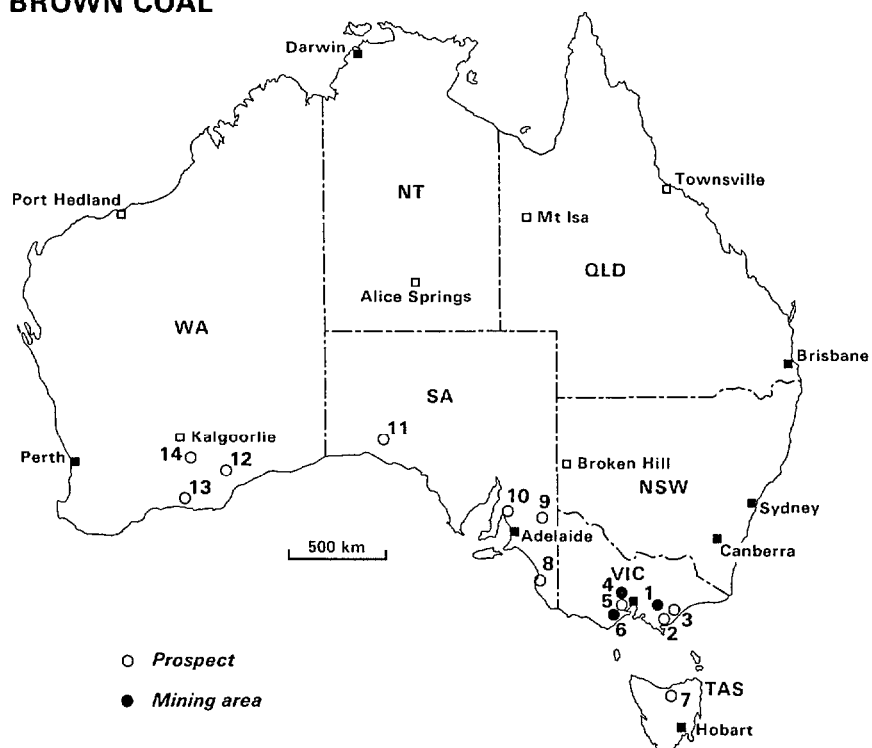 BROWN COAL
Darwin
Port Hedland
NT
Townsville
Mt Isa
QLD
Alice Springs
WA
Brisbane
SA
11
Kalgoorlie
14
12
Perth
13
Broken Hill
NSW
Sydney
10
9
Adelaide
Canberra
500 km
8
VIC
4
1
5
3
2
6
Prospect
Mining area
7
TAS
Hobart